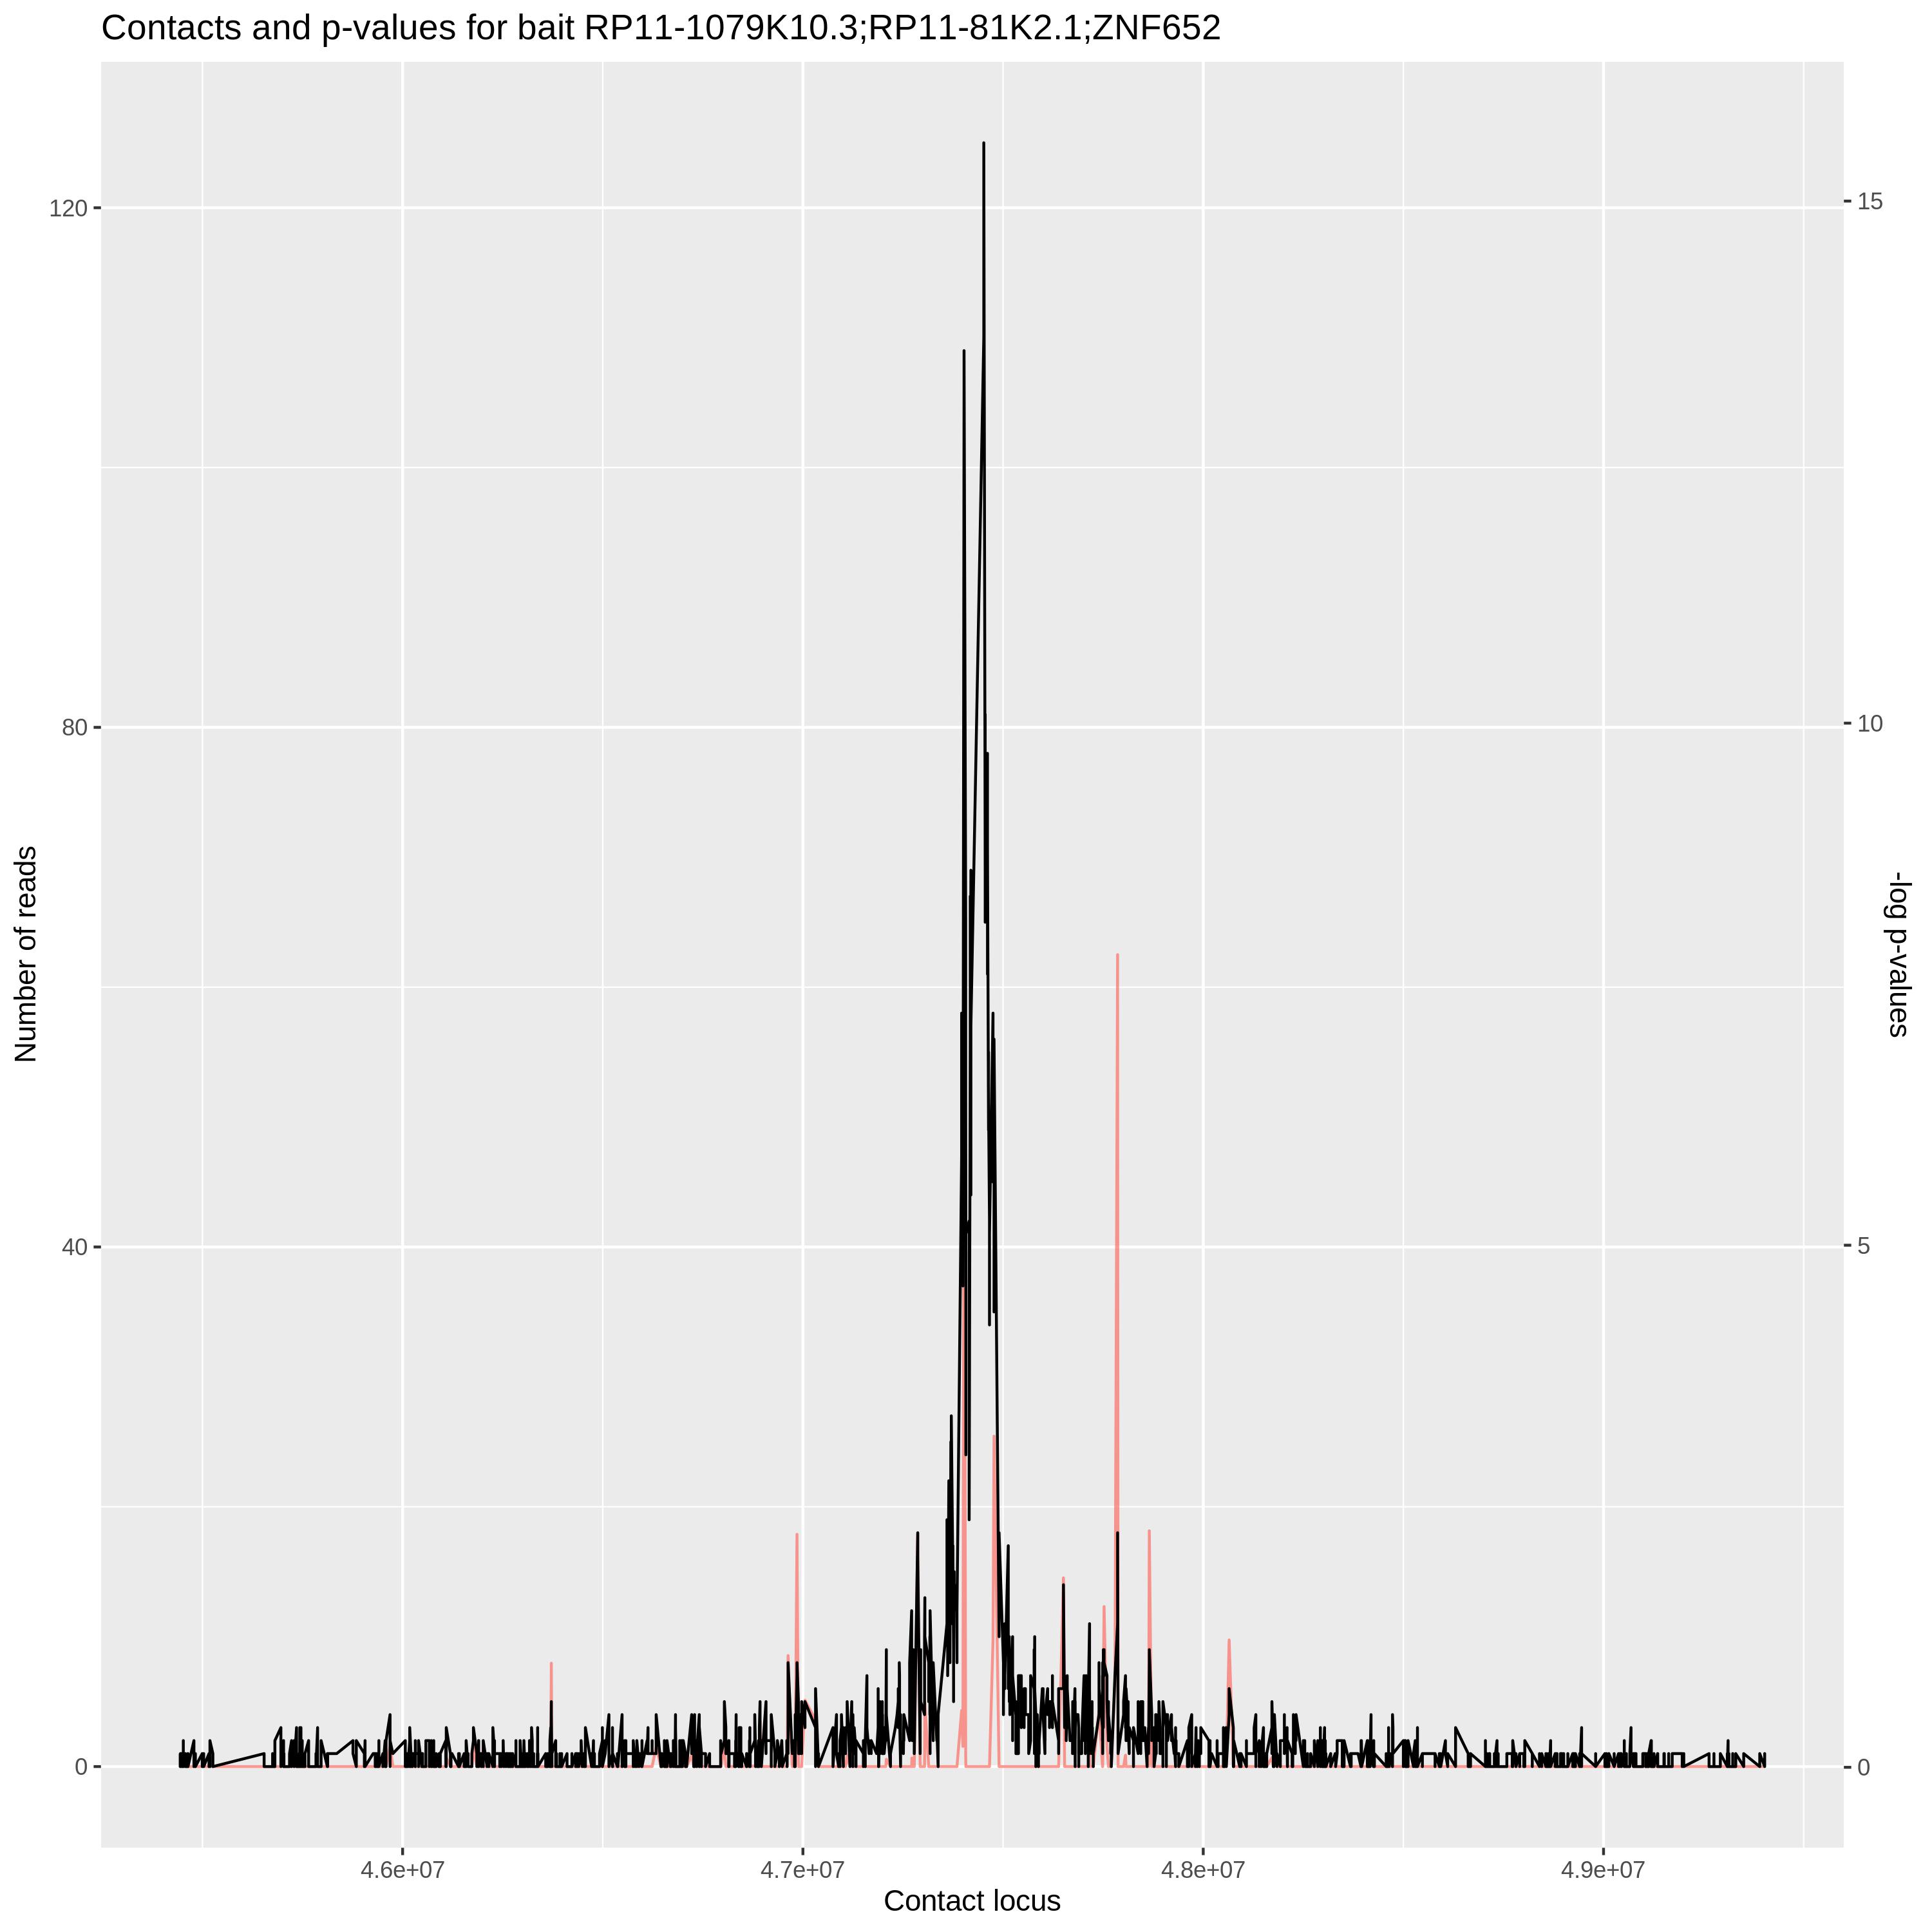 Contacts and p-values for bait RP11-1079K10.3;RP11-81K2.1;ZNF652
120
80
40
0
Number of reads
15
10
5
0
-log p-values
4.6e+07 4.7e+07 4.8e+07 4.9e+07
Contact locus